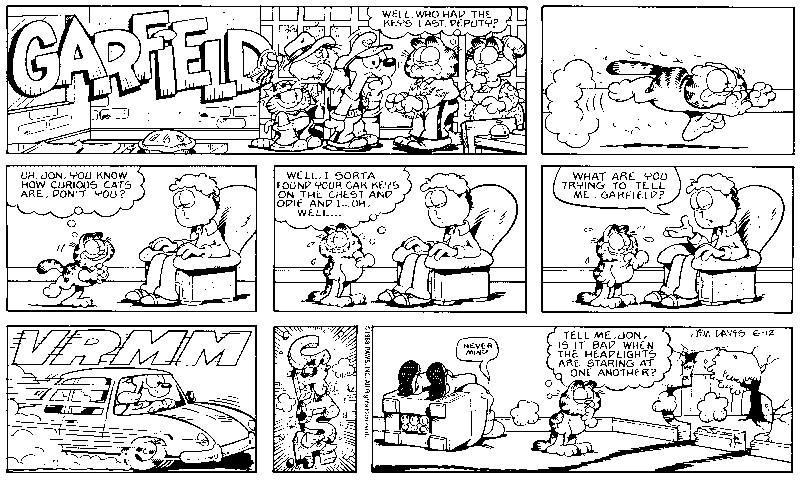 GARFIELD
WELL, WHO HAD THE
KEYS LAST, DEPUTY?
UH, JON, YOU KNOW
HOW CURIOUS CATS
ARE, DON'T YOU?
WELL, I SORTA
FOUND YOUR CAR KEYS
ON THE CHEST AND
ODIE AND I...OH,
WELL....
WHAT ARE YOU
TRYING TO TELL
ME, GARFIELD?
VRMM
CRASH
NEVER
MIND
TELL ME, JON,
IS IT BAD WHEN
THE HEADLIGHTS
ARE STARING AT
ONE ANOTHER?
JIM DAVIS 6-12